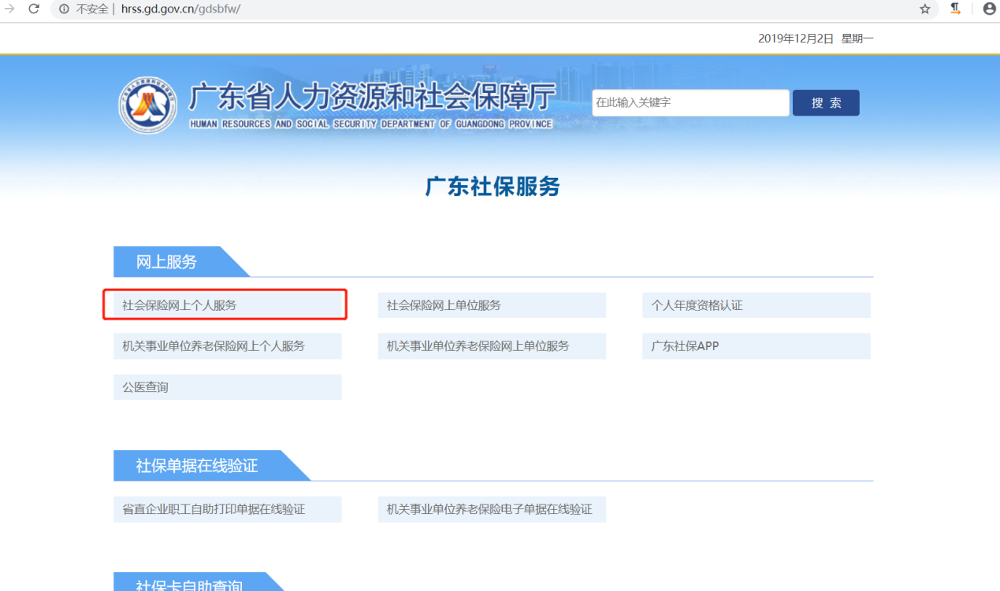 不安全 | hrss.gd.gov.cn/gdsbfw/
2019年12月2日 星期一
广东省人力资源和社会保障厅
HUMAN RESOURCES AND SOCIAL SECURITY DEPARTMENT OF GUANGDONG PROVINCE
在此输入关键字
搜 索
广东社保服务
网上服务
社会保险网上个人服务
社会保险网上单位服务
个人年度资格认证
机关事业单位养老保险网上个人服务
机关事业单位养老保险网上单位服务
广东社保APP
公医查询
社保单据在线验证
省直企业职工自助打印单据在线验证
机关事业单位养老保险电子单据在线验证
社保卡自助查询